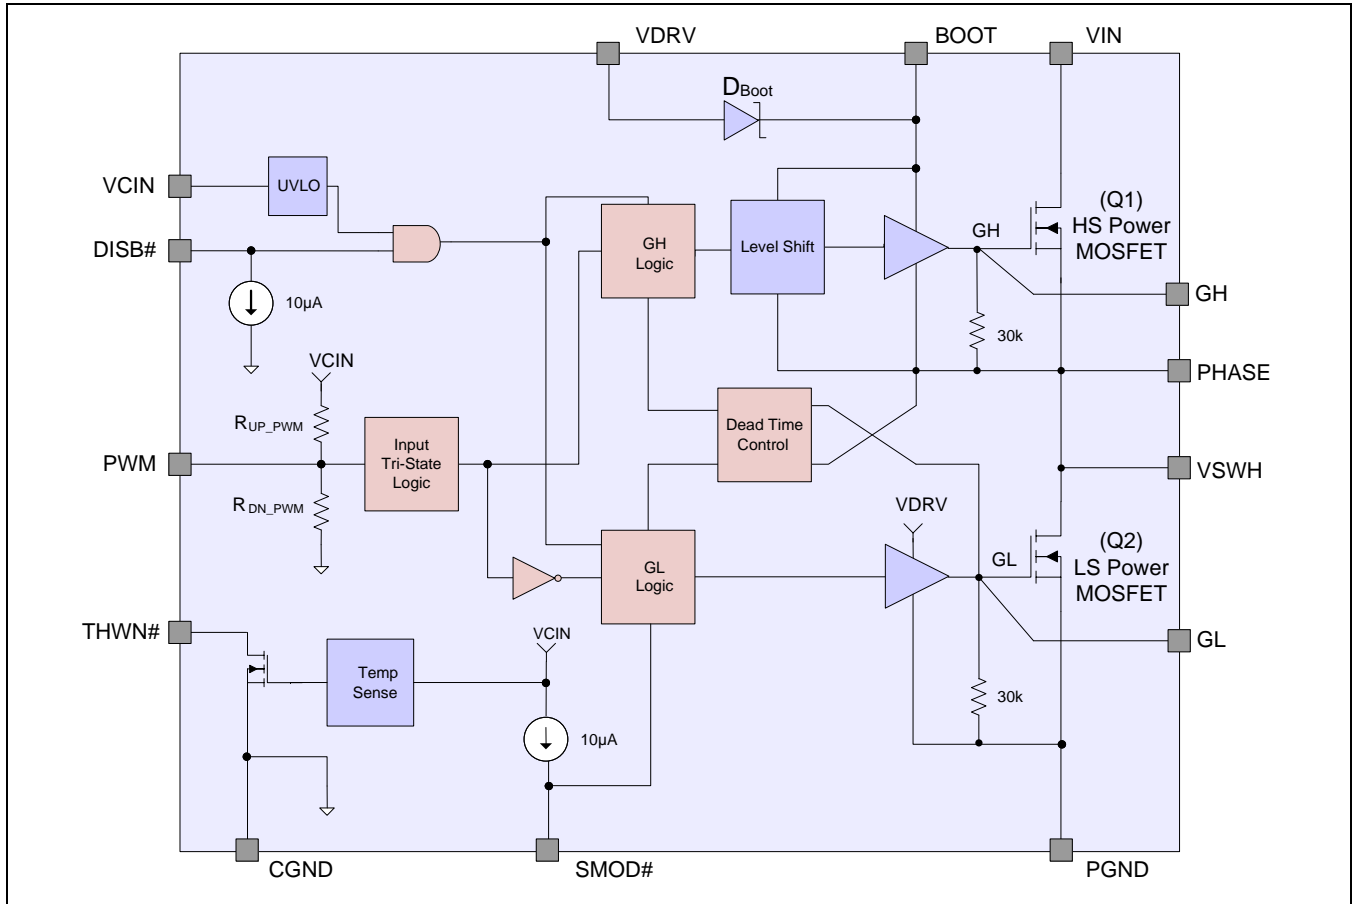 VDRV
BOOT
VIN
DBoot
VCIN
UVLO
DISB#
10µA
GH
Logic
Level Shift
GH
(Q1)
HS Power
MOSFET
GH
30k
PHASE
VCIN
RUP_PWM
PWM
RDN_PWM
Input
Tri-State
Logic
Dead Time
Control
VSWH
VDRV
GL
Logic
GL
(Q2)
LS Power
MOSFET
GL
THWN#
Temp
Sense
VCIN
10µA
30k
CGND
SMOD#
PGND